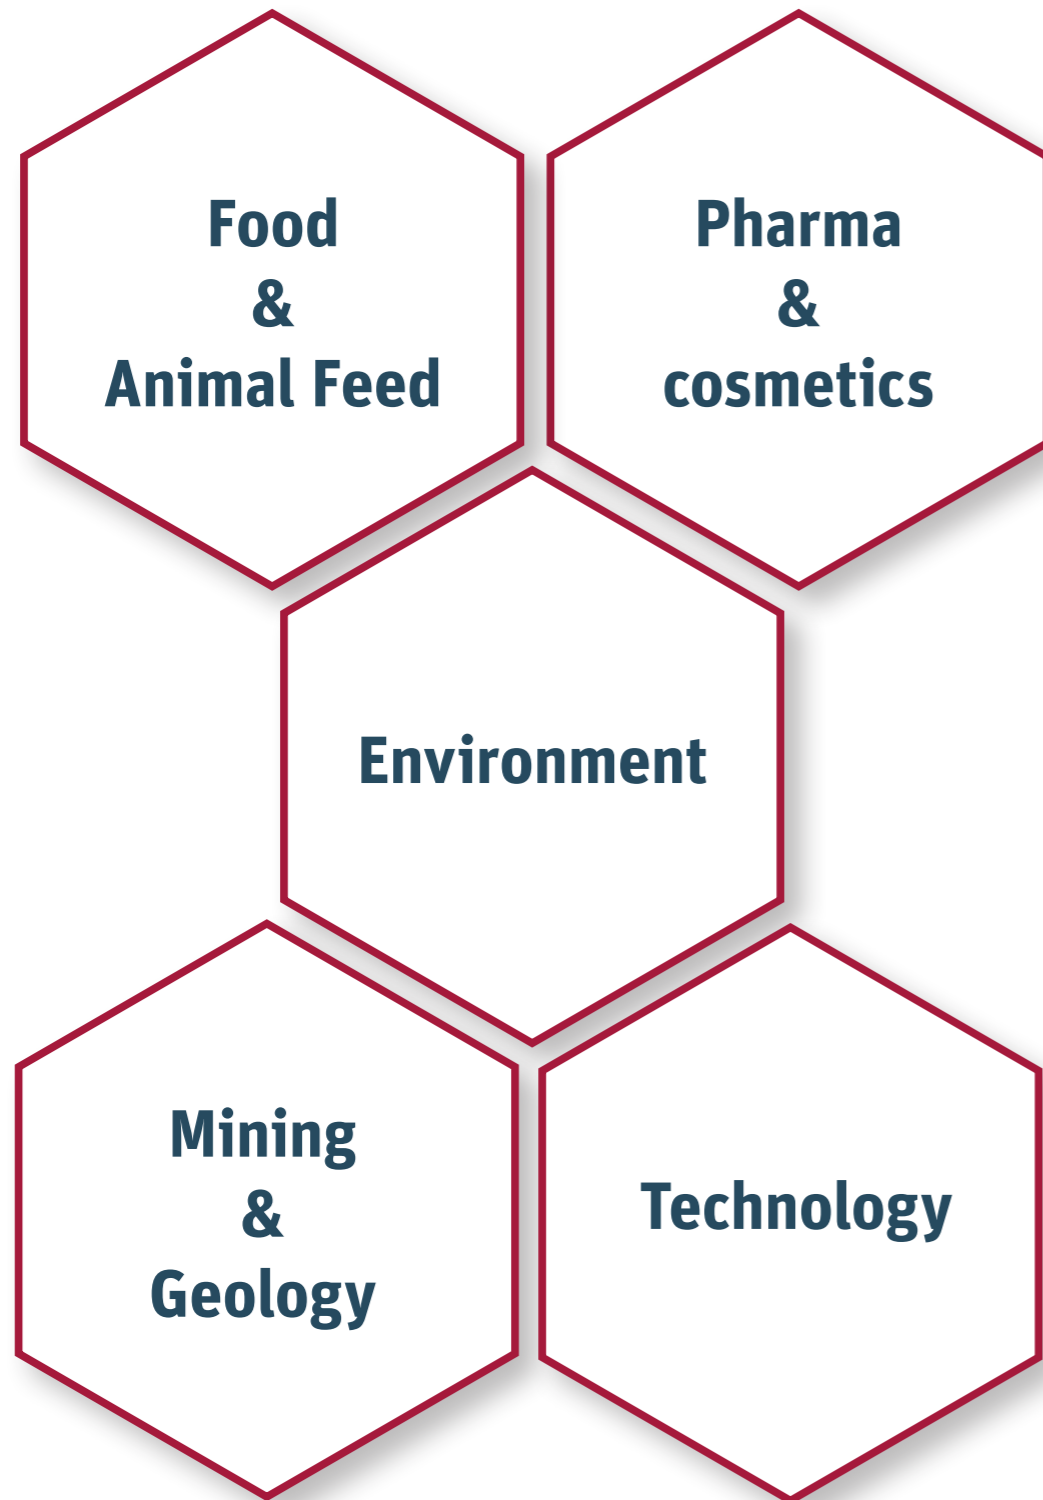 Food
&
Animal Feed
Pharma
&
cosmetics
Environment
Mining
&
Geology
Technology